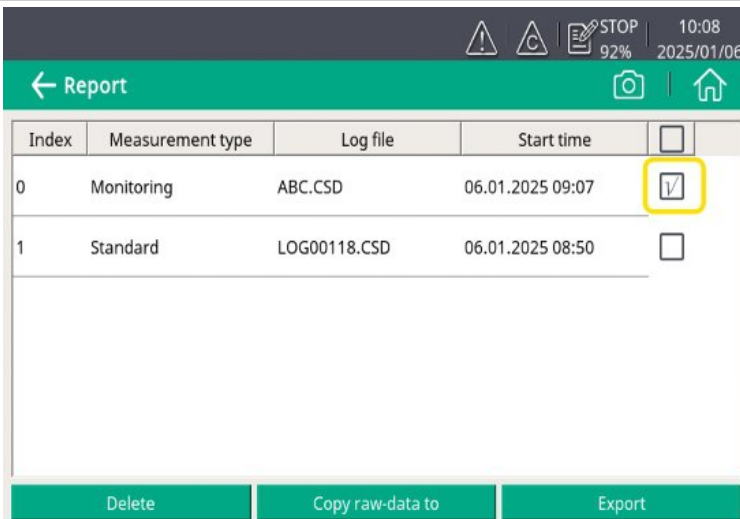 STOP 10:08
92% 2025/01/06
Report
Index Measurement type Log file Start time
0 Monitoring ABC.CSD 06.01.2025 09:07
1 Standard LOG00118.CSD 06.01.2025 08:50
Delete Copy raw-data to Export